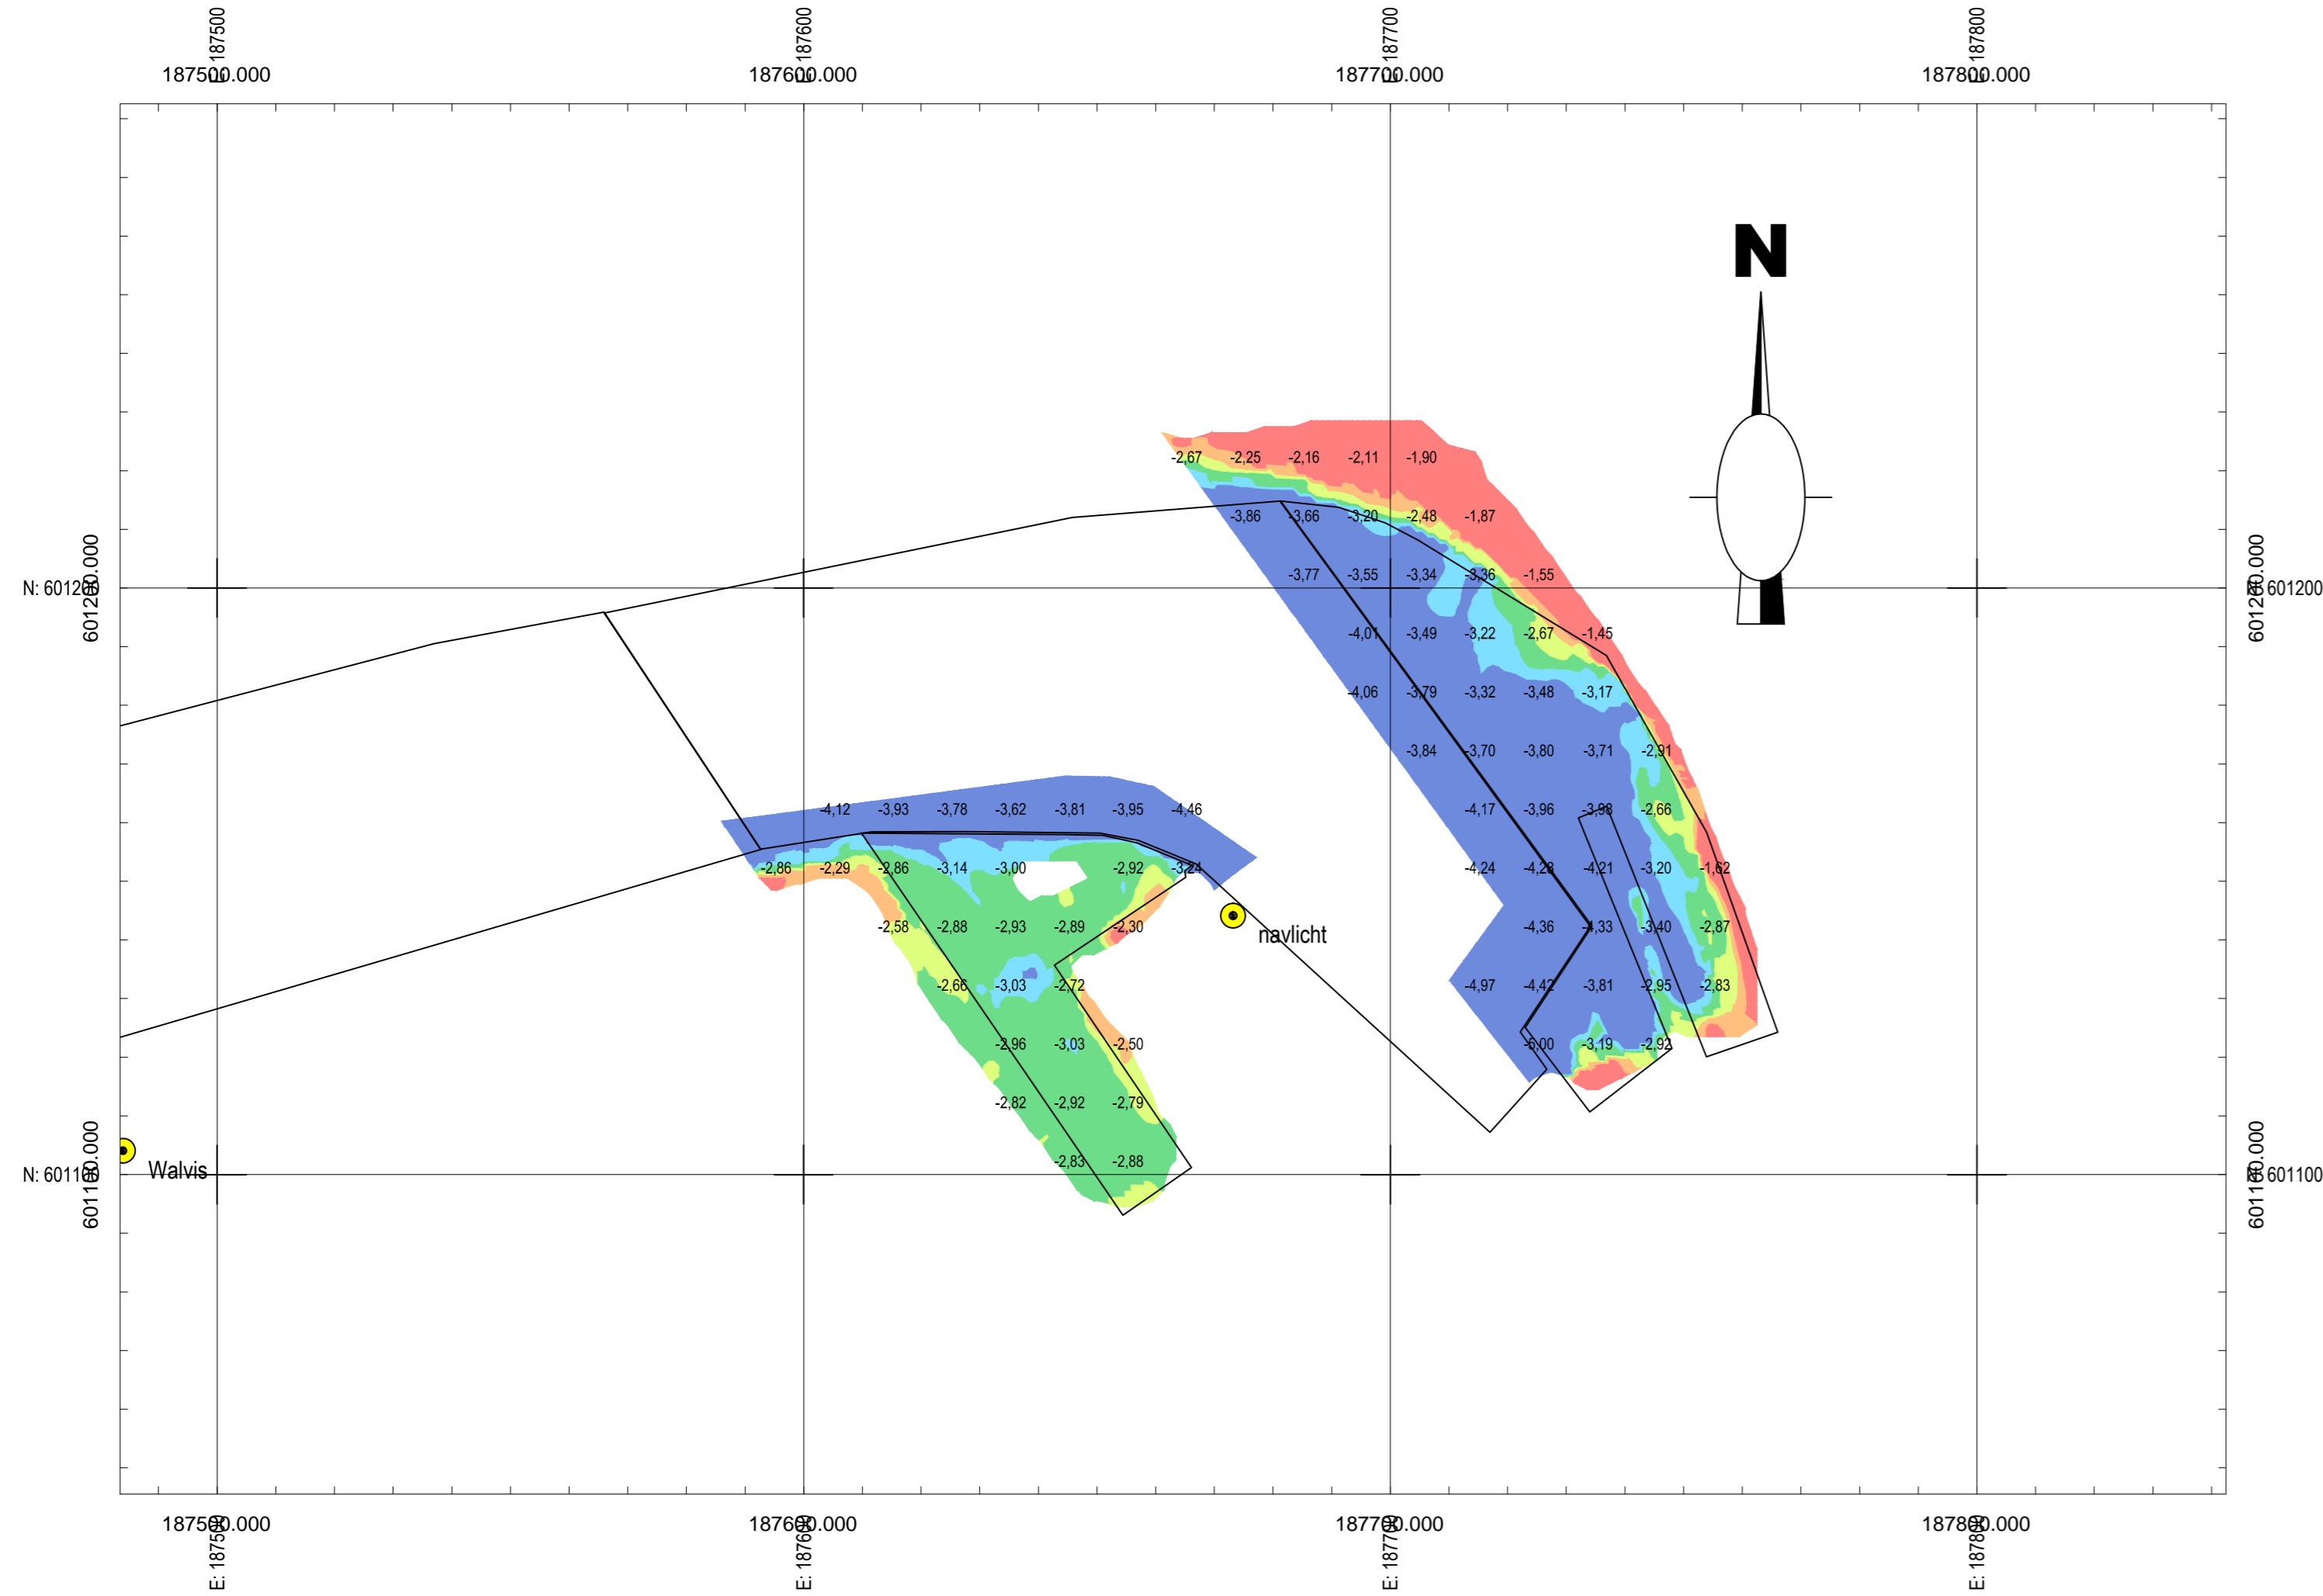 E: 187500 E: 187600 E: 187700 E: 187800
187500.000 187600.000 187700.000 187800.000
N
-2,67 -2,25 -2,16 -2,11 -1,90
-3,86 -3,66 -3,20 -2,48 -1,87
-3,77 -3,55 -3,34 -3,36 -1,55
N: 601200 601200.000 601200.000 N: 601200
-4,01 -3,49 -3,22 -2,67 -1,45
-4,06 -3,79 -3,32 -3,48 -3,17
-3,84 -3,70 -3,80 -3,71 -2,91
-4,12 -3,93 -3,78 -3,62 -3,81 -3,95 -4,46 -4,17 -3,96 -3,98 -2,66
-2,86 -2,29 -2,86 -3,14 -3,00 -2,92 -3,24 -4,24 -4,28 -4,21 -3,20 -1,62
-2,58 -2,88 -2,93 -2,89 -2,30 navlicht -4,36 -4,33 -3,40 -2,87
-2,66 -3,03 -2,72 -4,97 -4,42 -3,81 -2,95 -2,83
-2,96 -3,03 -2,50 -5,00 -3,19 -2,92
-2,82 -2,92 -2,79
-2,83 -2,88
Walvis
N: 601100 601100.000 601100.000 N: 601100
187500.000 187600.000 187700.000 187800.000
E: 187500 E: 187600 E: 187700 E: 187800